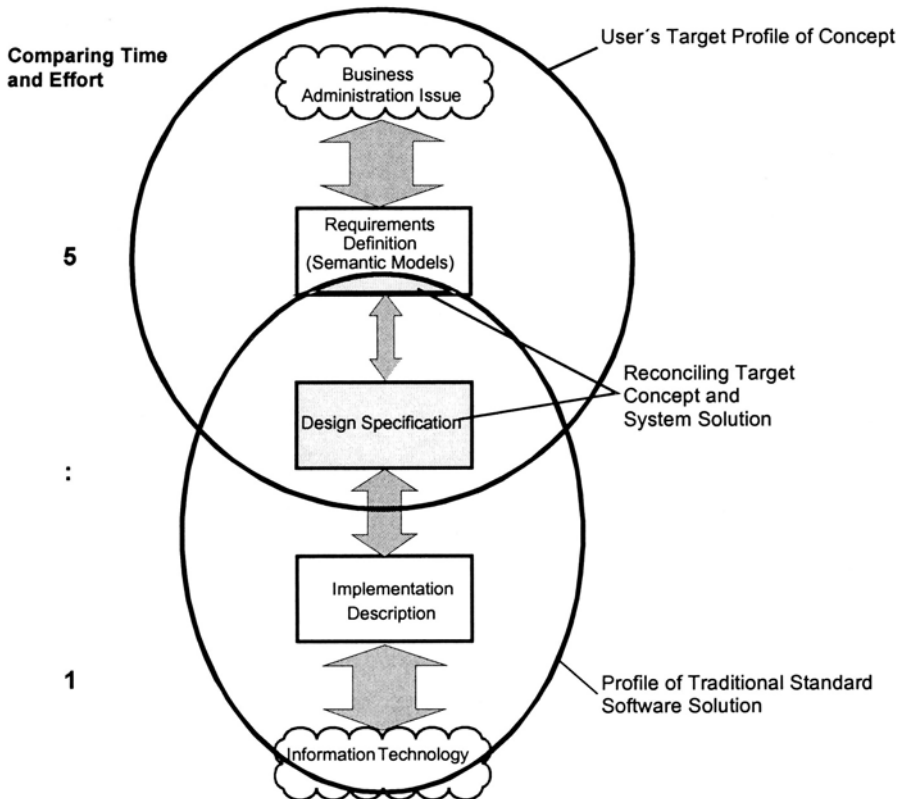 Comparing Time
and Effort
User´s Target Profile of Concept
Business
Administration Issue
Requirements
Definition
(Semantic Models)
5
Reconciling Target
Concept and
System Solution
Design Specification
:
Implementation
Description
1
Profile of Traditional Standard
Software Solution
Information Technology